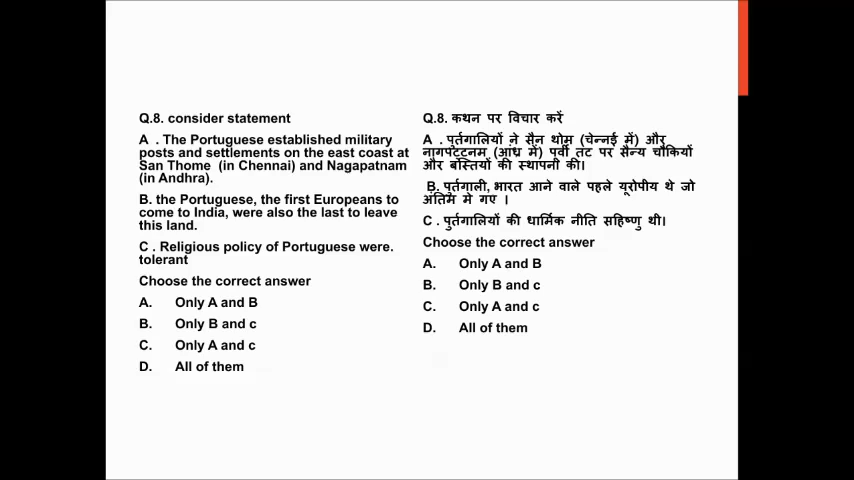 Q.8. consider statement
A . The Portuguese established military
posts and settlements on the east coast at
San Thome (in Chennai) and Nagapatnam
(in Andhra).
B. the Portuguese, the first Europeans to
come to India, were also the last to leave
this land.
C . Religious policy of Portuguese were.
tolerant
Choose the correct answer
A. Only A and B
B. Only B and c
C. Only A and c
D. All of them
Q.8. कथन पर विचार करें
A . पुर्तगालियों ने सैन थोम (चेन्नई में) और
नागपट्टनम (आंध्र में) पूर्वी तट पर सैन्य चौकियों
और बस्तियों की स्थापनी की।
B. पुर्तगाली, भारत आने वाले पहले यूरोपीय थे जो
अंतिम मे गए ।
C . पुर्तगालियों की धार्मिक नीति सहिष्णु थी।
Choose the correct answer
A. Only A and B
B. Only B and c
C. Only A and c
D. All of them